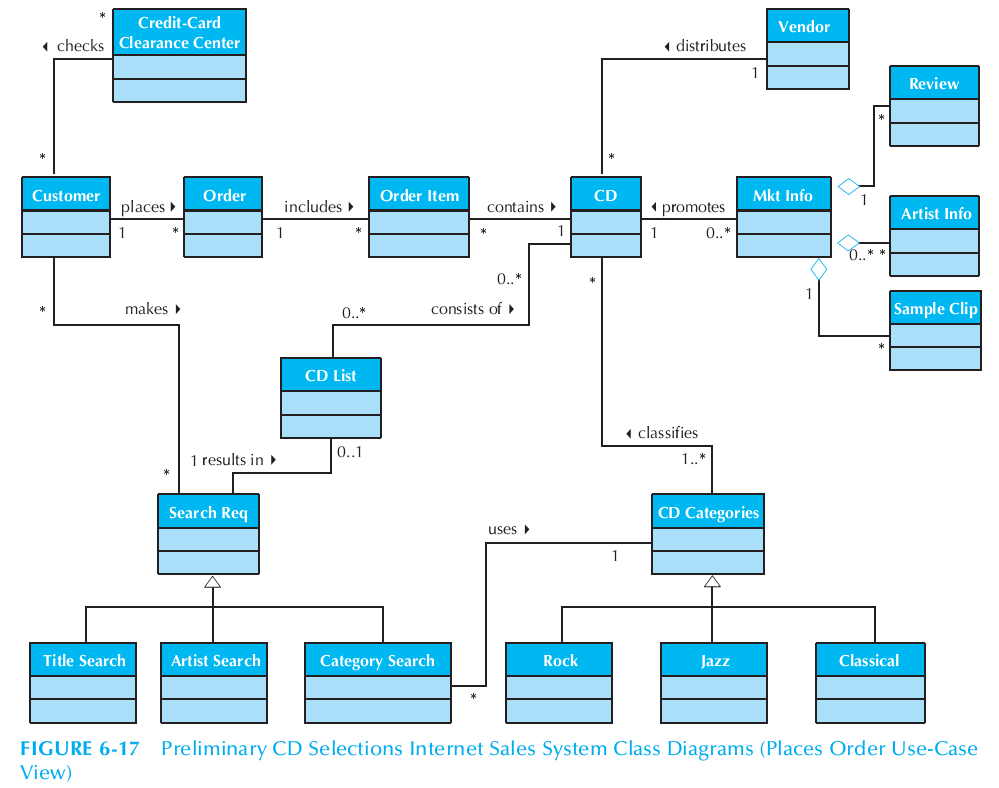 *
Credit-Card
Clearance Center
◂ checks
◂ distributes
Vendor
1
Review
*
*
*
1
Customer
places ▸
1
*
Order
includes ▸
1
*
Order Item
contains ▸
*
1
CD
◂ promotes
1
0..*
Mkt Info
Artist Info
0..* *
*
makes ▸
0..*
0..*
consists of ▸
*
1
Sample Clip
*
CD List
0..1
1 results in ▸
*
◂ classifies
1..*
Search Req
CD Categories
uses ▸
1
Title Search
Artist Search
Category Search
*
Rock
Jazz
Classical
FIGURE 6-17 Preliminary CD Selections Internet Sales System Class Diagrams (Places Order Use-Case
View)